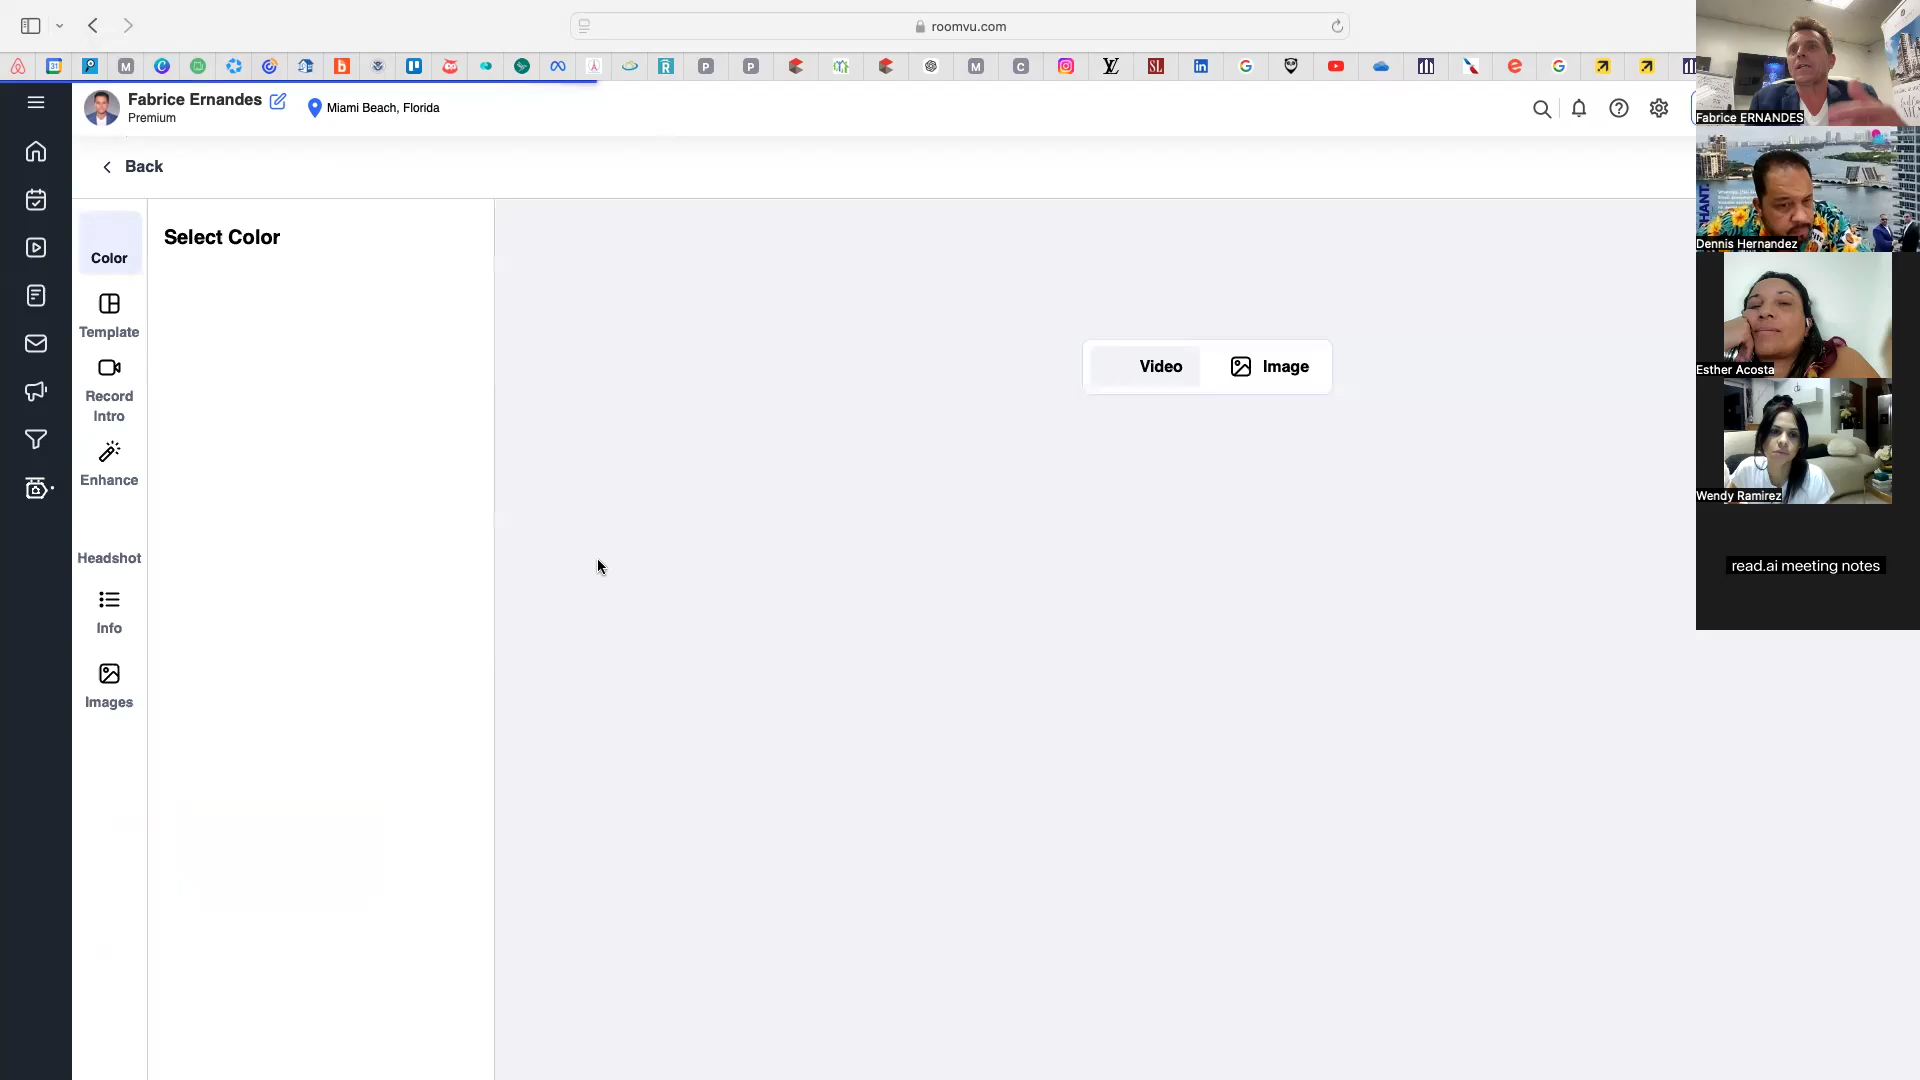 roomvu.com
Fabrice Ernandes
Premium
Miami Beach, Florida
Back
Color
Template
Record
Intro
Enhance
Headshot
Info
Images
Select Color
Video
Image
Fabrice ERNANDES
Dennis Hernandez
Esther Acosta
Wendy Ramirez
read.ai meeting notes